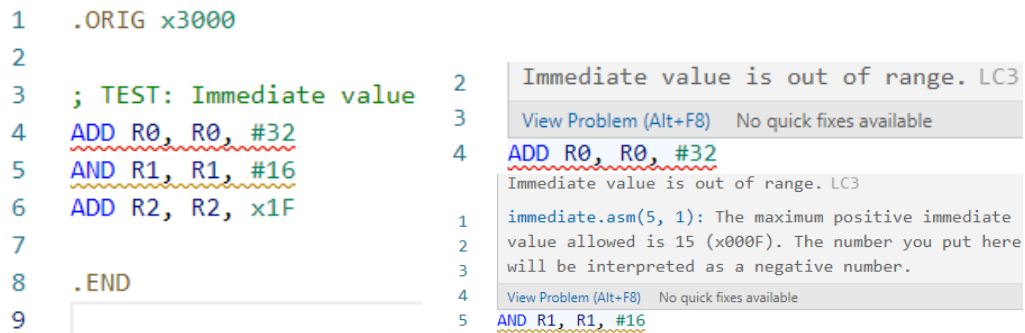 1 .ORIG x3000
2
3 ; TEST: Immediate value
4 ADD R0, R0, #32
5 AND R1, R1, #16
6 ADD R2, R2, x1F
7
8 .END
9
2 Immediate value is out of range. LC3
3 View Problem (Alt+F8) No quick fixes available
4 ADD R0, R0, #32
Immediate value is out of range. LC3
1 immediate.asm(5, 1): The maximum positive immediate
2 value allowed is 15 (x000F). The number you put here
3 will be interpreted as a negative number.
4 View Problem (Alt+F8) No quick fixes available
5 AND R1, R1, #16